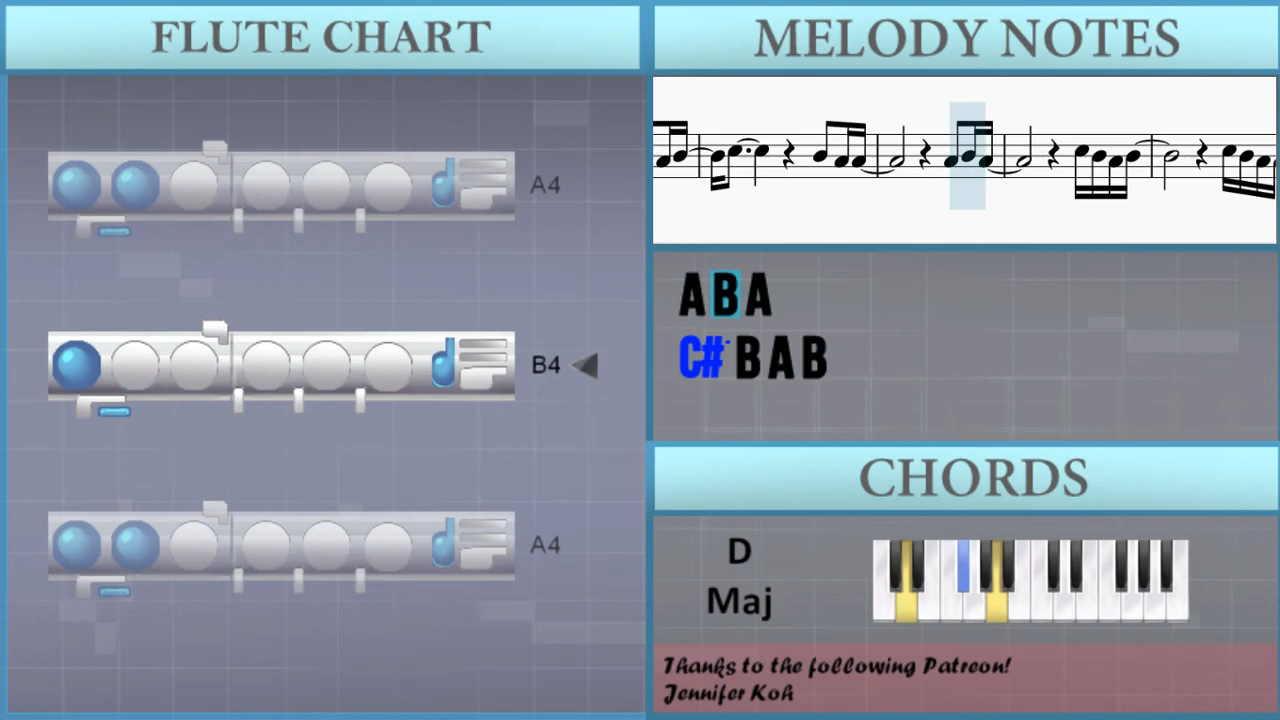 FLUTE CHART
A4
B4
A4
MELODY NOTES
ABA
C#- BAB
CHORDS
D
Maj
Thanks to the following Patreon!
Jennifer Koh